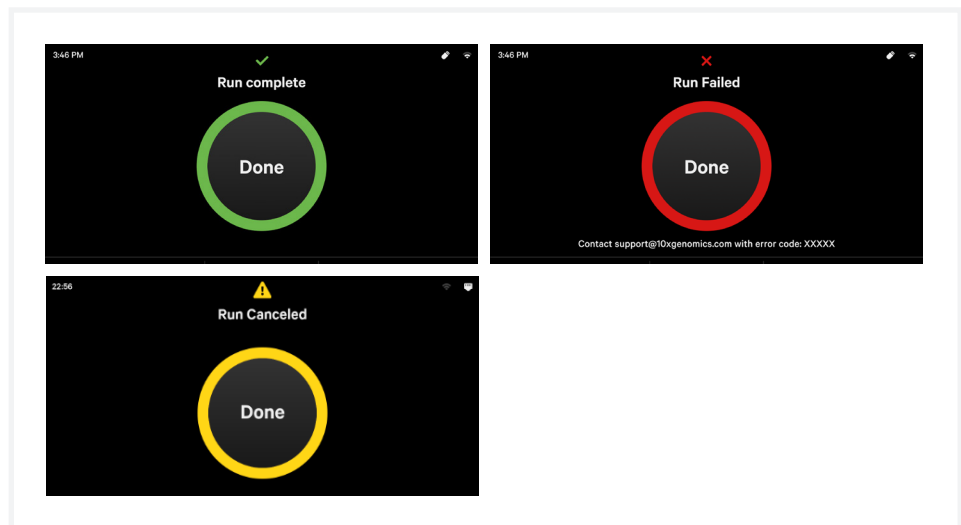 3:46 PM
Run complete
Done
3:46 PM
Run Failed
Done
Contact support@10xgenomics.com with error code: XXXXX
22:56
Run Canceled
Done